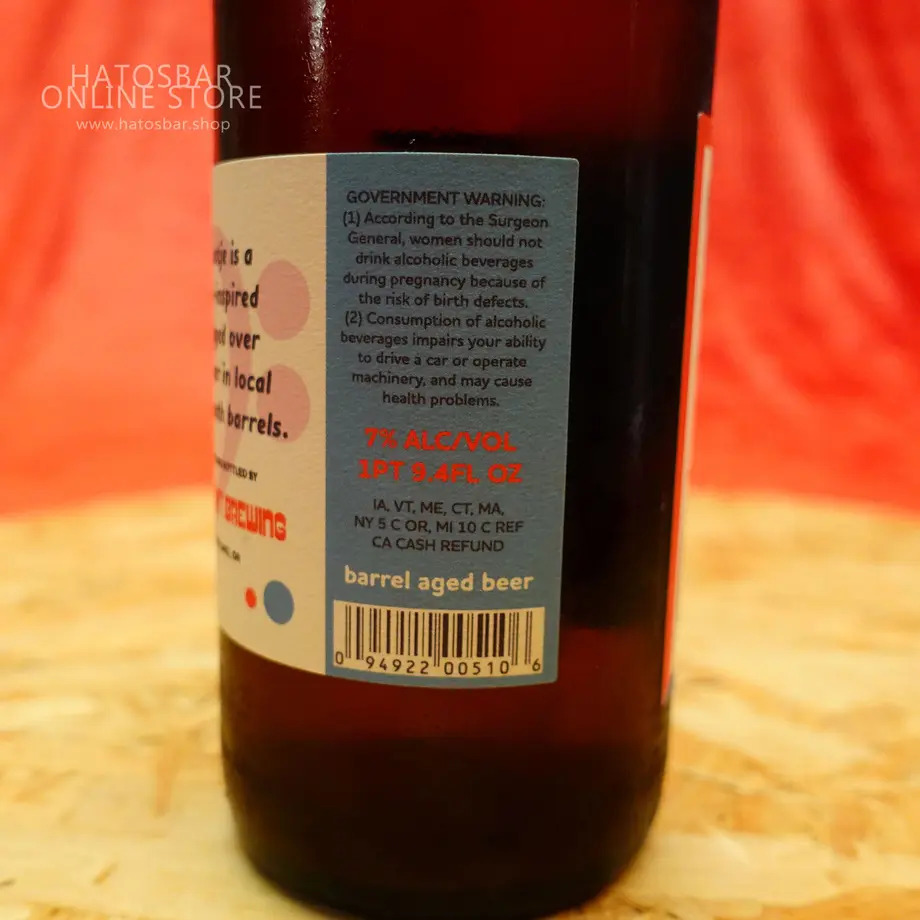 HATOSBAR
ONLINE STORE
www.hatosbar.shop
is a
inspired
over
in local
barrels.
BOTTLED BY
BREWING
OR
GOVERNMENT WARNING:
(1) According to the Surgeon
General, women should not
drink alcoholic beverages
during pregnancy because of
the risk of birth defects.
(2) Consumption of alcoholic
beverages impairs your ability
to drive a car or operate
machinery, and may cause
health problems.
7% ALC/VOL
1PT 9.4FL OZ
IA, VT, ME, CT, MA,
NY 5 C OR, MI 10 C REF
CA CASH REFUND
barrel aged beer
0 94922 00510 6